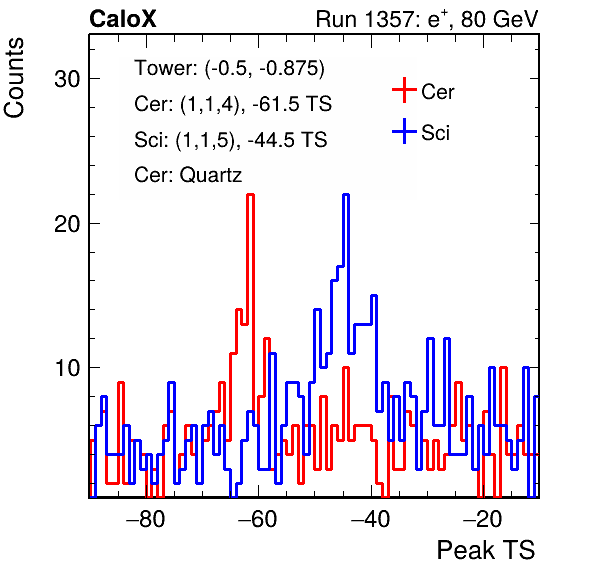 CaloX
Run 1357: e⁺, 80 GeV
Counts
Tower: (-0.5, -0.875)
Cer: (1,1,4), -61.5 TS
Sci: (1,1,5), -44.5 TS
Cer: Quartz
Cer
Sci
30
20
10
−80 −60 −40 −20
Peak TS